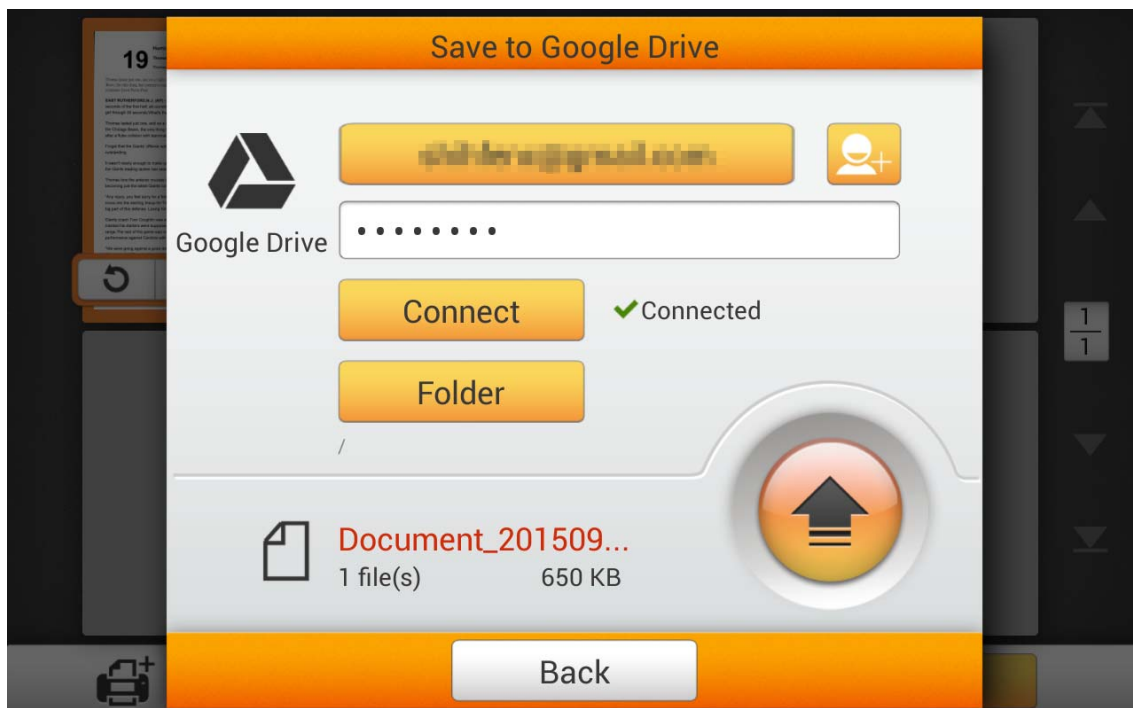 Save to Google Drive
19
Google Drive
Connect
Connected
Folder
/
1
1
Document_201509...
1 file(s) 650 KB
Back